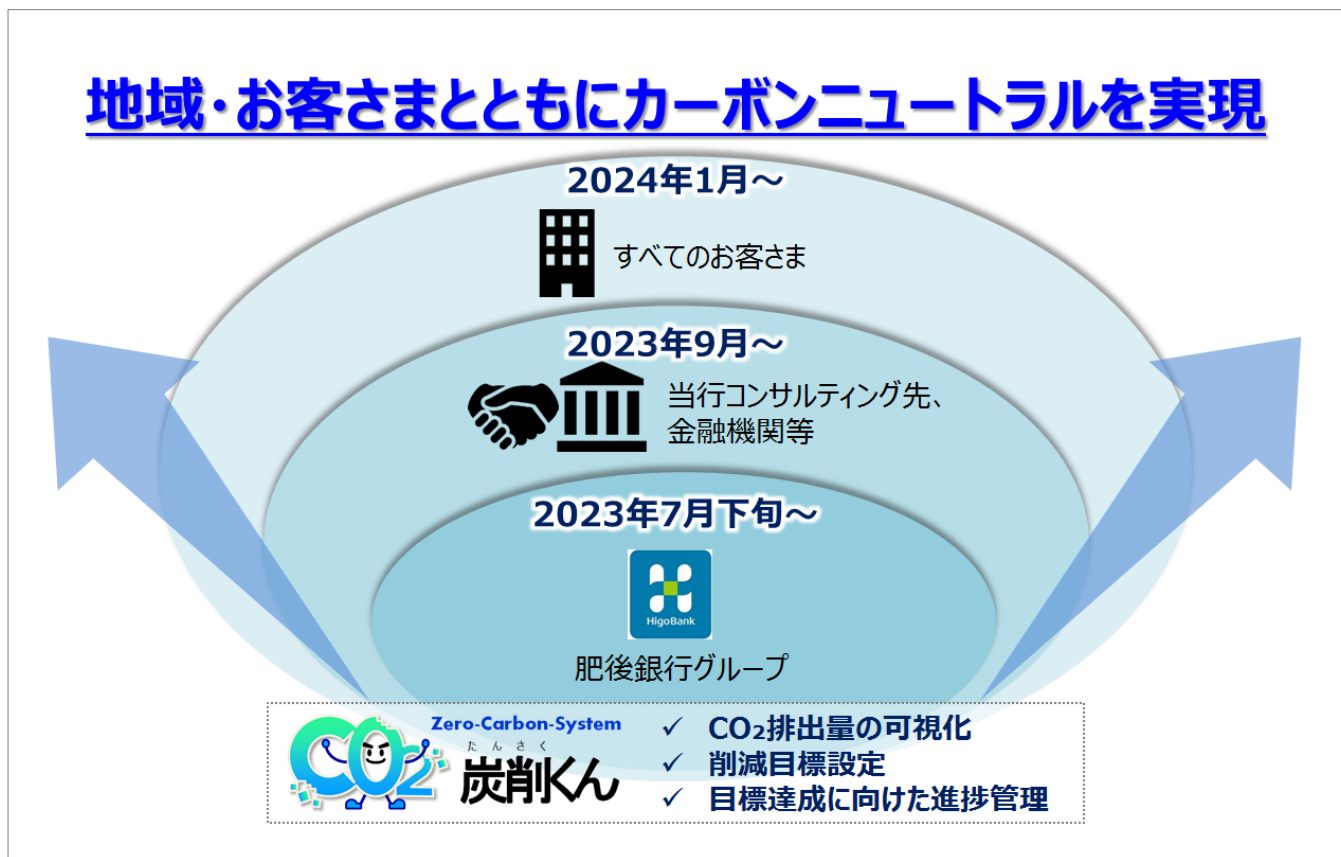 地域・お客さまとともにカーボンニュートラルを実現
2024年1月～
すべてのお客さま
2023年9月～
当行コンサルティング先、
金融機関等
2023年7月下旬～
HigoBank
肥後銀行グループ
CO2
Zero-Carbon-System
たんさく
炭削くん
✓ CO₂排出量の可視化
✓ 削減目標設定
✓ 目標達成に向けた進捗管理